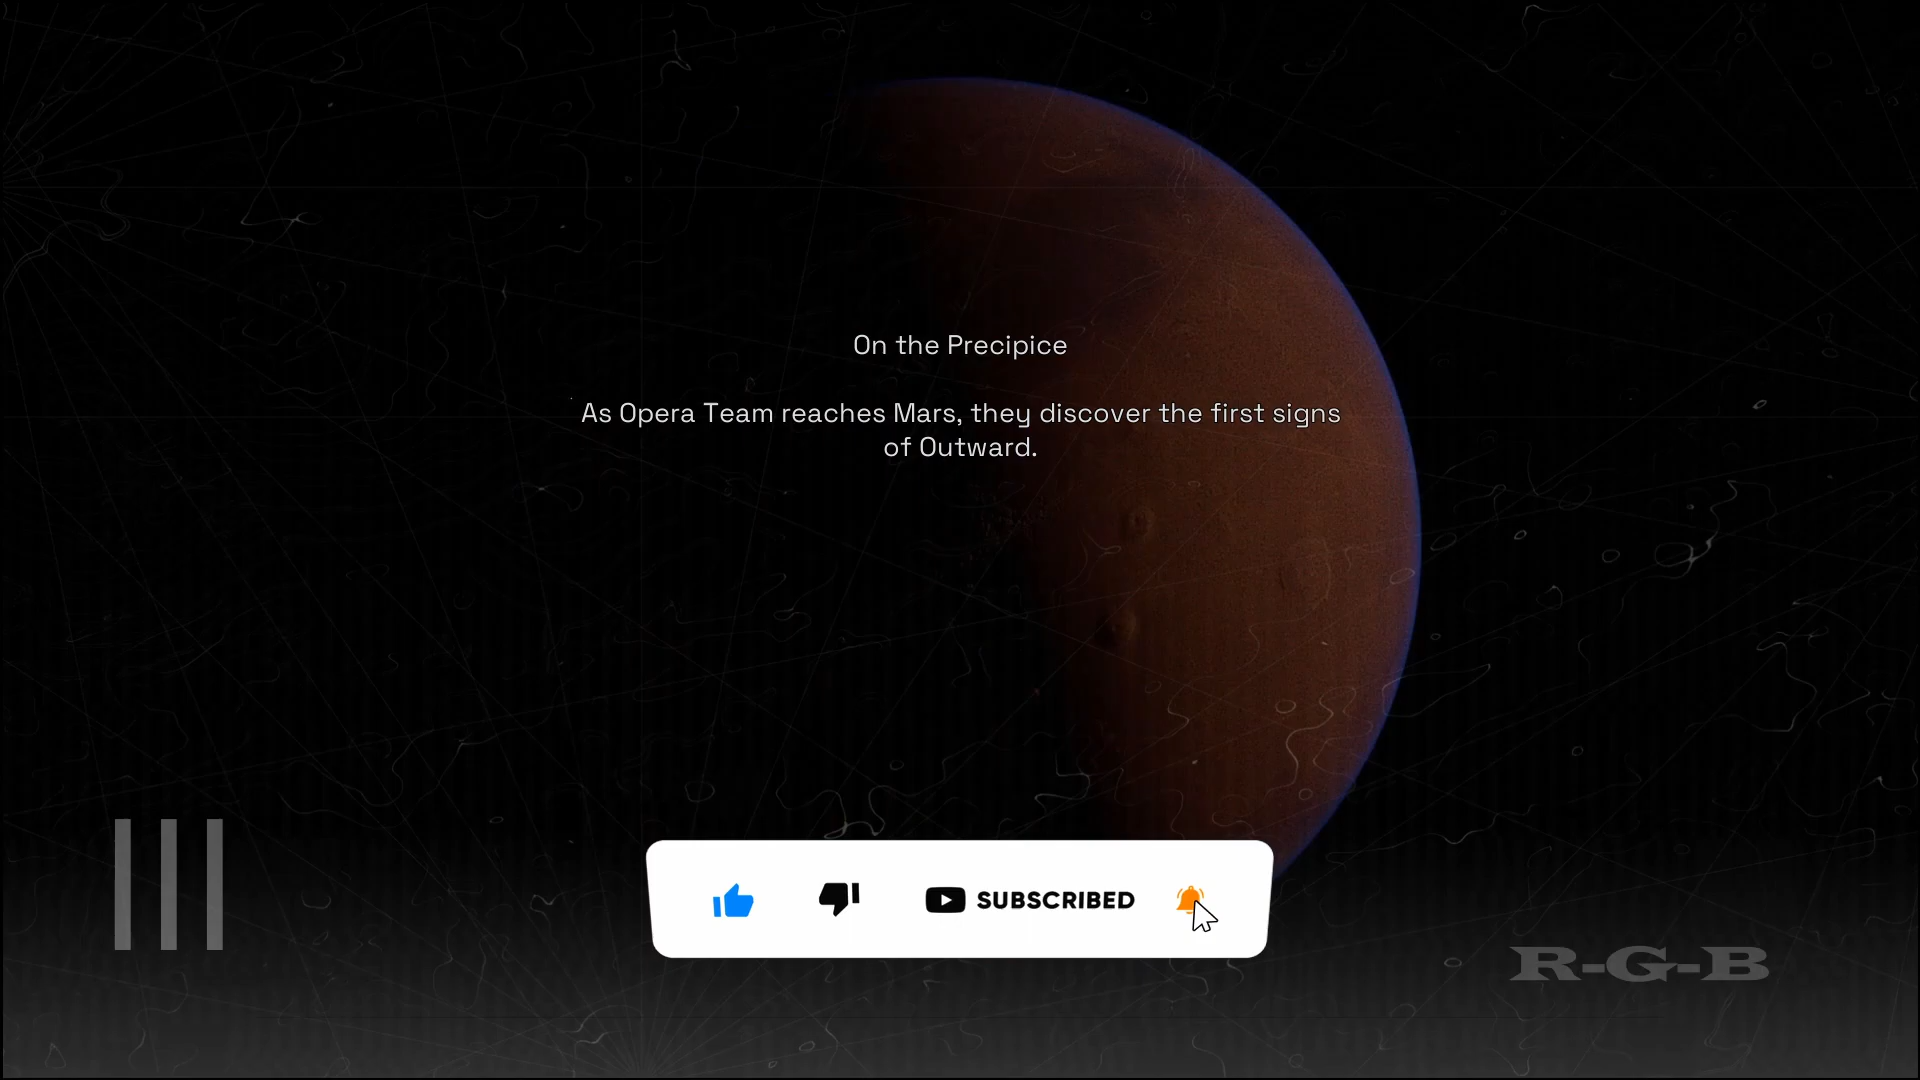 On the Precipice
As Opera Team reaches Mars, they discover the first signs
of Outward.
SUBSCRIBED
R-G-B